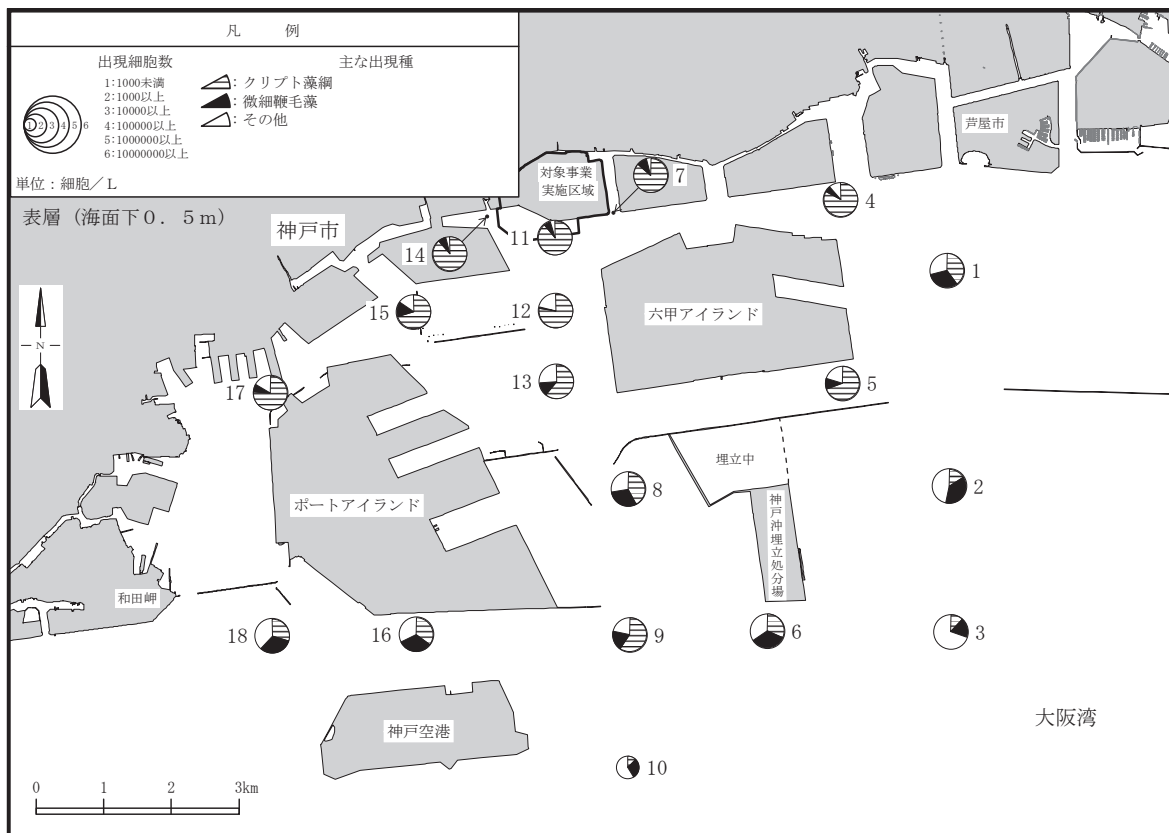 凡　例
出現細胞数
主な出現種
1:1000未満
2:1000以上
3:10000以上
4:100000以上
5:1000000以上
6:10000000以上
1 2 3 4 5 6
: クリプト藻綱
: 微細鞭毛藻
: その他
単位：細胞／L
表層（海面下0．5m）
神戸市
対象事業
実施区域
芦屋市
7
4
11
14
1
15
12
六甲アイランド
N
13
5
17
埋立中
8
2
ポートアイランド
神戸沖埋立処分場
和田岬
18
16
9
6
3
大阪湾
神戸空港
10
0 1 2 3km